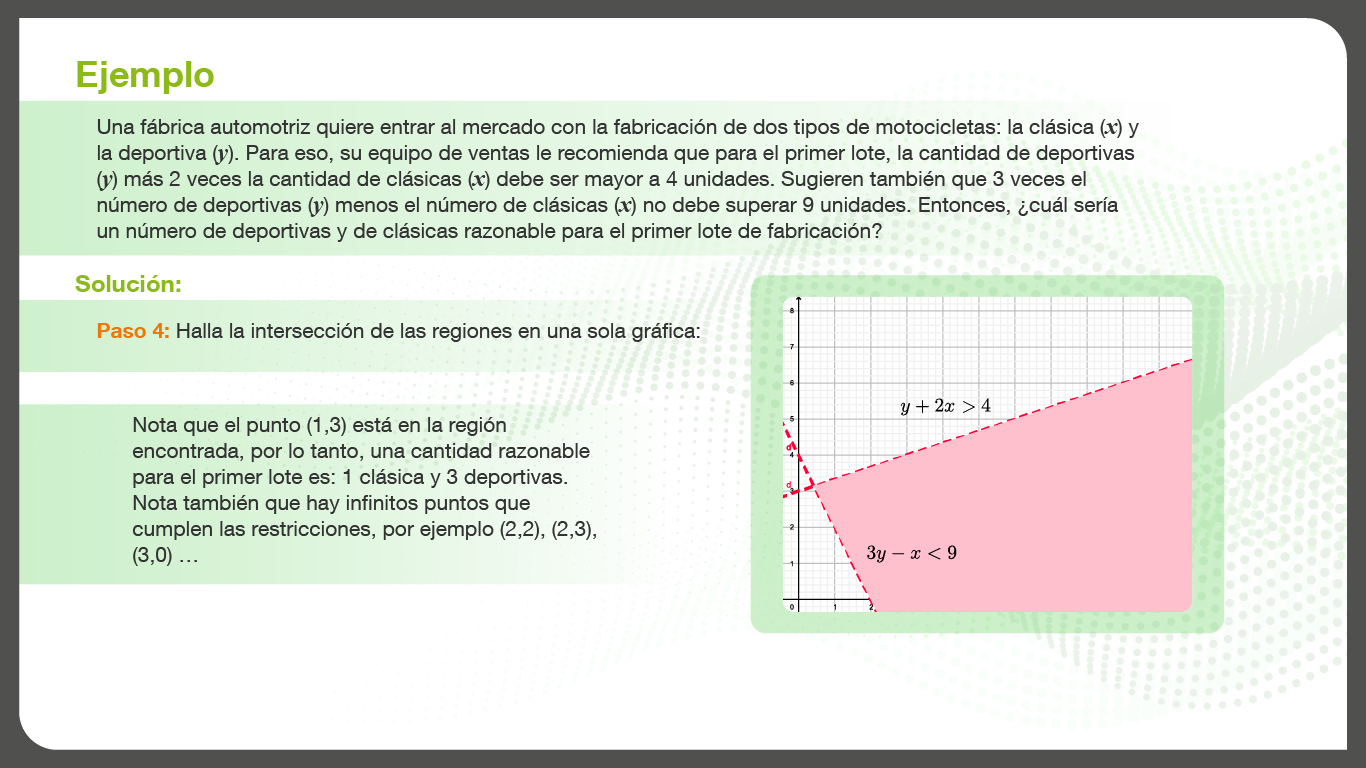 Ejemplo
Una fábrica automotriz quiere entrar al mercado con la fabricación de dos tipos de motocicletas: la clásica (x) y
la deportiva (y). Para eso, su equipo de ventas le recomienda que para el primer lote, la cantidad de deportivas
(y) más 2 veces la cantidad de clásicas (x) debe ser mayor a 4 unidades. Sugieren también que 3 veces el
número de deportivas (y) menos el número de clásicas (x) no debe superar 9 unidades. Entonces, ¿cuál sería
un número de deportivas y de clásicas razonable para el primer lote de fabricación?
Solución:
Paso 4: Halla la intersección de las regiones en una sola gráfica:
Nota que el punto (1,3) está en la región
encontrada, por lo tanto, una cantidad razonable
para el primer lote es: 1 clásica y 3 deportivas.
Nota también que hay infinitos puntos que
cumplen las restricciones, por ejemplo (2,2), (2,3),
(3,0) …
8
7
6
y + 2x > 4
5
d
4
d
3
2
3y − x < 9
1
0 1 2